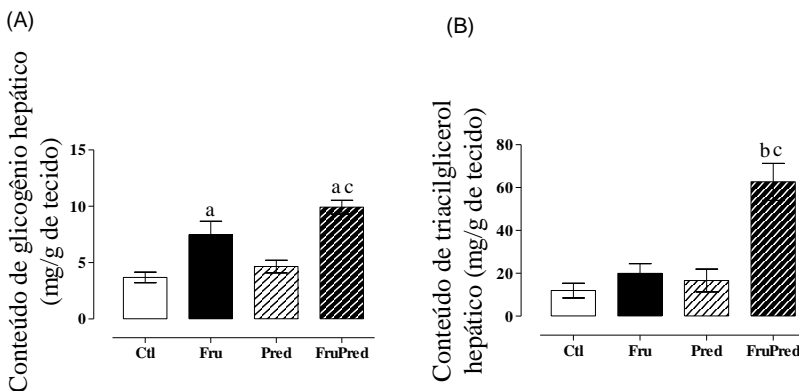 (A)
Conteúdo de glicogênio hepático
(mg/g de tecido)
15
10
5
0
a
a c
Ctl
Fru
Pred
FruPred
(B)
Conteúdo de triacilglicerol
hepático (mg/g de tecido)
80
60
40
20
0
b c
Ctl
Fru
Pred
FruPred